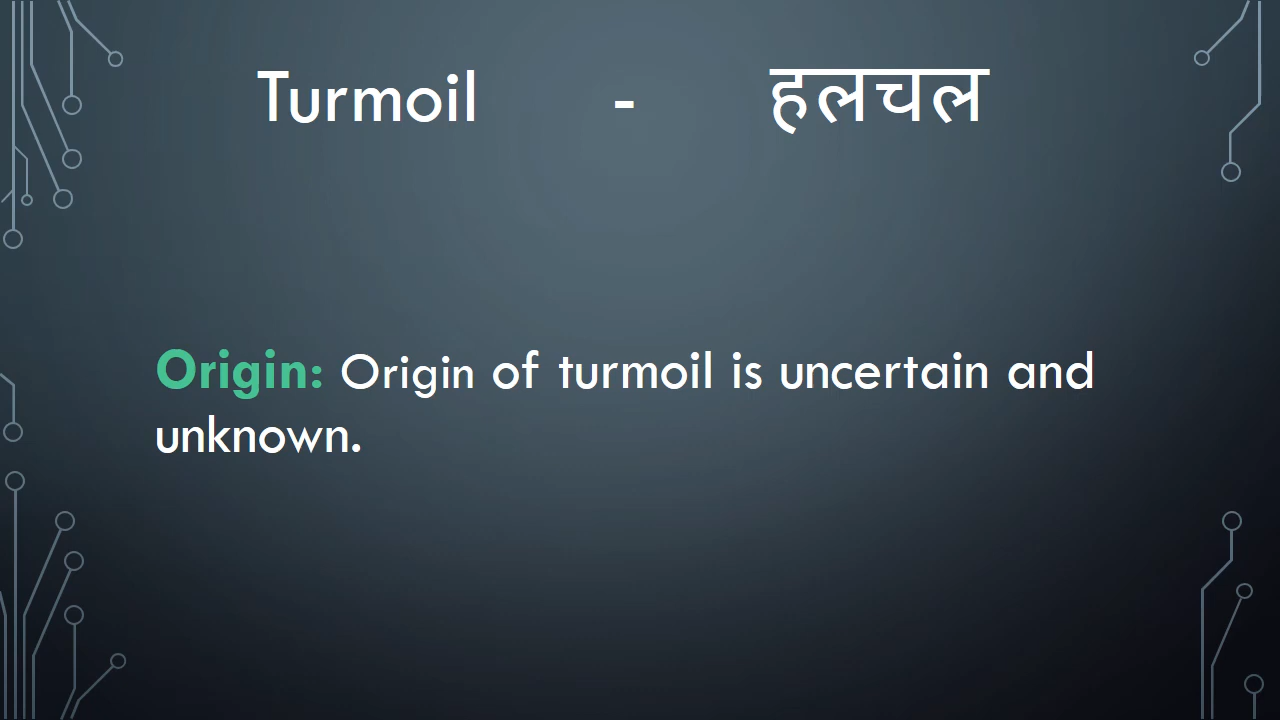 Turmoil - हलचल
Origin: Origin of turmoil is uncertain and
unknown.